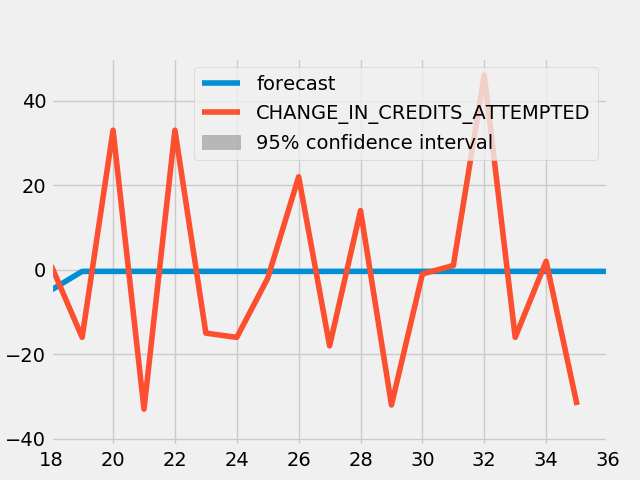 forecast
CHANGE_IN_CREDITS_ATTEMPTED
95% confidence interval
40
20
0
−20
−40
18 20 22 24 26 28 30 32 34 36